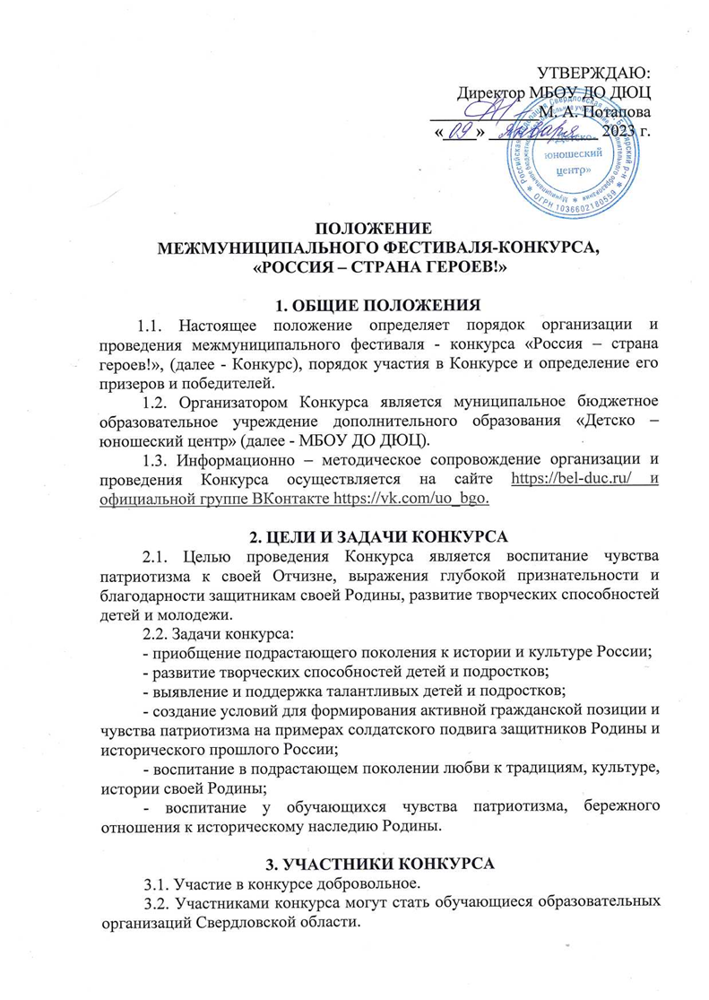 УТВЕРЖДАЮ:
Директор МБОУ ДО ДЮЦ
М. А. Потапова
« 09 » января 2023 г.
«Детско-
юношеский
центр»
ОГРН 1036602180559
ПОЛОЖЕНИЕ
МЕЖМУНИЦИПАЛЬНОГО ФЕСТИВАЛЯ-КОНКУРСА,
«РОССИЯ – СТРАНА ГЕРОЕВ!»
1. ОБЩИЕ ПОЛОЖЕНИЯ
1.1. Настоящее положение определяет порядок организации и
проведения межмуниципального фестиваля - конкурса «Россия – страна
героев!», (далее - Конкурс), порядок участия в Конкурсе и определение его
призеров и победителей.
1.2. Организатором Конкурса является муниципальное бюджетное
образовательное учреждение дополнительного образования «Детско –
юношеский центр» (далее - МБОУ ДО ДЮЦ).
1.3. Информационно – методическое сопровождение организации и
проведения Конкурса осуществляется на сайте https://bel-duc.ru/ и
официальной группе ВКонтакте https://vk.com/uo_bgo.
2. ЦЕЛИ И ЗАДАЧИ КОНКУРСА
2.1. Целью проведения Конкурса является воспитание чувства
патриотизма к своей Отчизне, выражения глубокой признательности и
благодарности защитникам своей Родины, развитие творческих способностей
детей и молодежи.
2.2. Задачи конкурса:
- приобщение подрастающего поколения к истории и культуре России;
- развитие творческих способностей детей и подростков;
- выявление и поддержка талантливых детей и подростков;
- создание условий для формирования активной гражданской позиции и
чувства патриотизма на примерах солдатского подвига защитников Родины и
исторического прошлого России;
- воспитание в подрастающем поколении любви к традициям, культуре,
истории своей Родины;
- воспитание у обучающихся чувства патриотизма, бережного
отношения к историческому наследию Родины.
3. УЧАСТНИКИ КОНКУРСА
3.1. Участие в конкурсе добровольное.
3.2. Участниками конкурса могут стать обучающиеся образовательных
организаций Свердловской области.